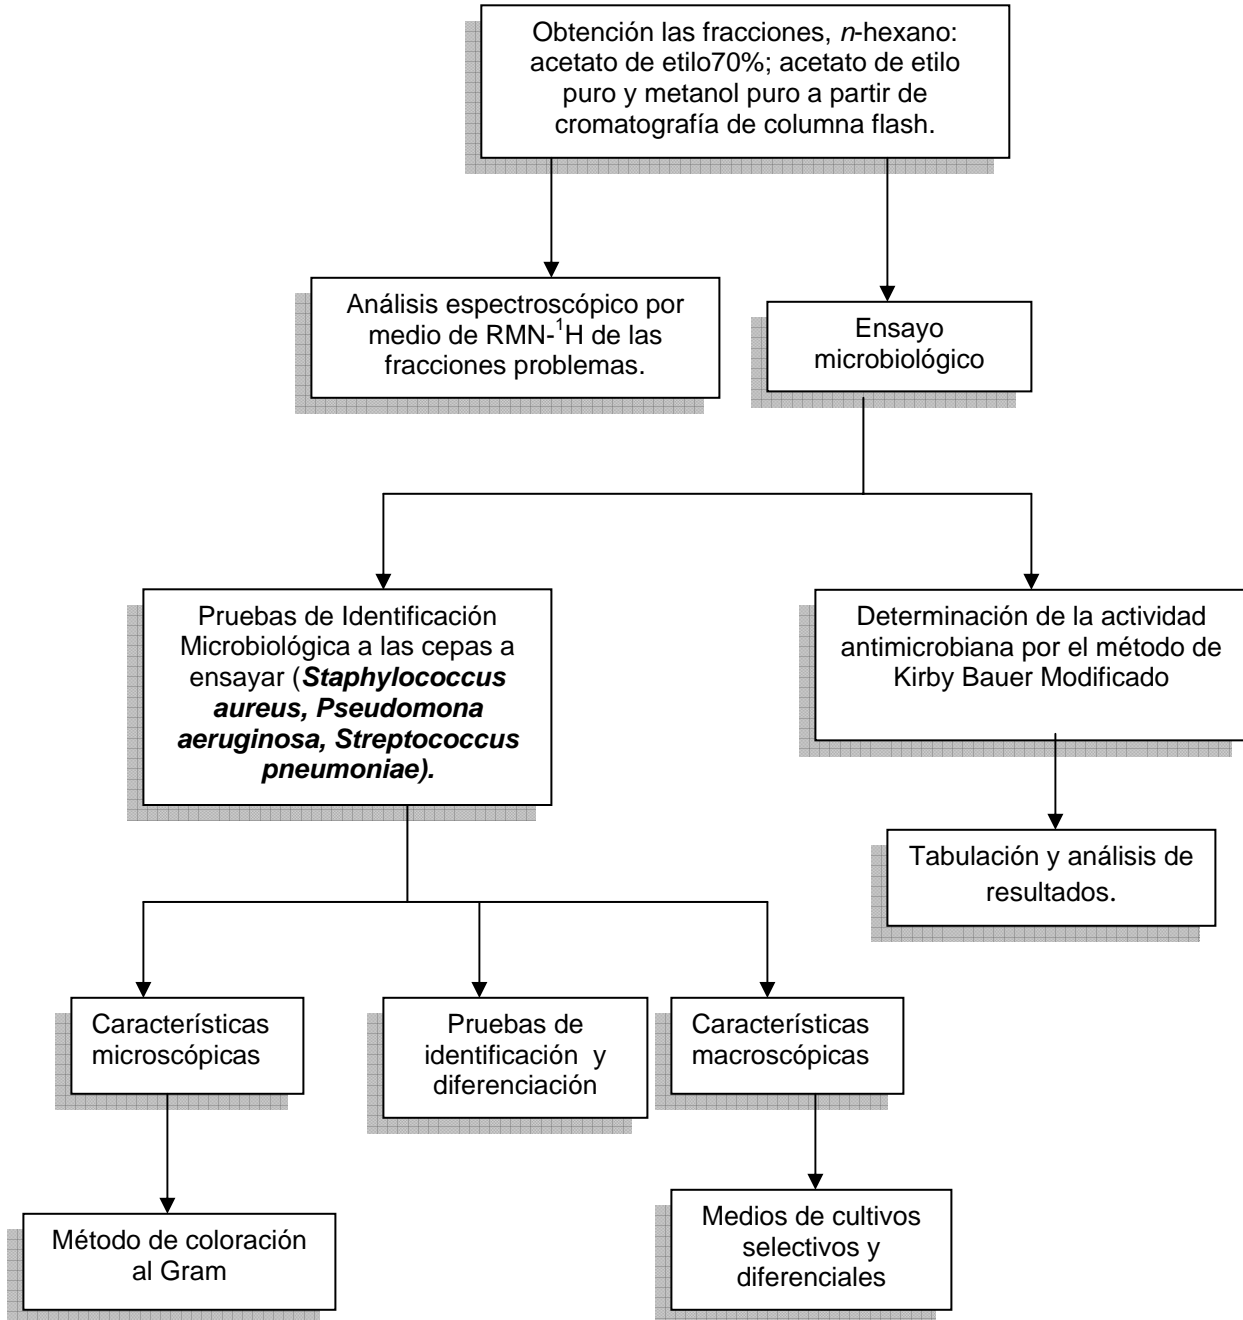 Obtención las fracciones, n-hexano:
acetato de etilo70%; acetato de etilo
puro y metanol puro a partir de
cromatografía de columna flash.
Análisis espectroscópico por
medio de RMN-¹H de las
fracciones problemas.
Ensayo
microbiológico
Pruebas de Identificación
Microbiológica a las cepas a
ensayar (Staphylococcus
aureus, Pseudomona
aeruginosa, Streptococcus
pneumoniae).
Determinación de la actividad
antimicrobiana por el método de
Kirby Bauer Modificado
Tabulación y análisis de
resultados.
Características
microscópicas
Pruebas de
identificación y
diferenciación
Características
macroscópicas
Método de coloración
al Gram
Medios de cultivos
selectivos y
diferenciales